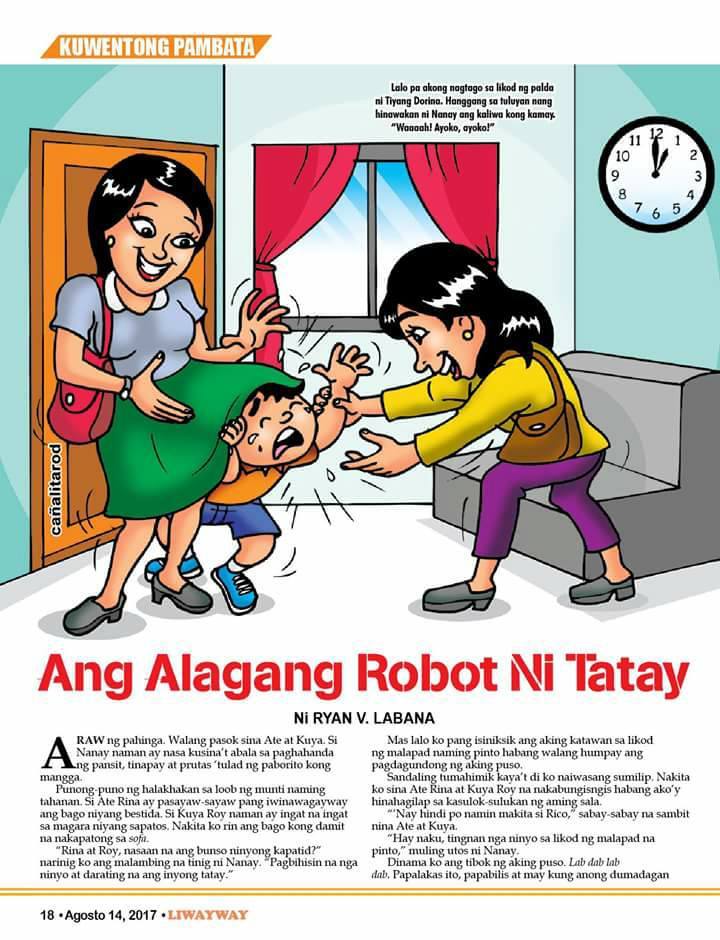 KUWENTONG PAMBATA
Lalo pa akong nagtago sa likod ng palda
ni Tiyang Dorina. Hanggang sa tuluyan nang
hinawakan ni Nanay ang kaliwa kong kamay.
"Waaaah! Ayoko, ayoko!"
11 12 1
10 2
9 3
8 4
7 6 5
cañalitarod
Ang Alagang Robot Ni Tatay
Ni RYAN V. LABANA
ARAW ng pahinga. Walang pasok sina Ate at Kuya. Si
Nanay naman ay nasa kusina't abala sa paghahanda
ng pansit, tinapay at prutas 'tulad ng paborito kong
mangga.
Punong-puno ng halakhakan sa loob ng munti naming
tahanan. Si Ate Rina ay pasayaw-sayaw pang iwinawagayway
ang bago niyang bestida. Si Kuya Roy naman ay ingat na ingat
sa magara niyang sapatos. Nakita ko rin ang bago kong damit
na nakapatong sa sofa.
"Rina at Roy, nasaan na ang bunso ninyong kapatid?"
narinig ko ang malambing na tinig ni Nanay. "Pagbihisin na nga
ninyo at darating na ang inyong tatay."
Mas lalo ko pang isiniksik ang aking katawan sa likod
ng malapad naming pinto habang walang humpay ang
pagdagundong ng aking puso.
Sandaling tumahimik kaya't di ko naiwasang sumilip. Nakita
ko sina Ate Rina at Kuya Roy na nakabungisngis habang ako'y
hinahagilap sa kasulok-sulukan ng aming sala.
"'Nay hindi po namin makita si Rico," sabay-sabay na sambit
nina Ate at Kuya.
"Hay naku, tingnan nga ninyo sa likod ng malapad na
pinto," muling utos ni Nanay.
Dinama ko ang tibok ng aking puso. Lab dab lab
dab. Papalakas ito, papabilis at may kung anong dumadagan
18 • Agosto 14, 2017 • LIWAYWAY